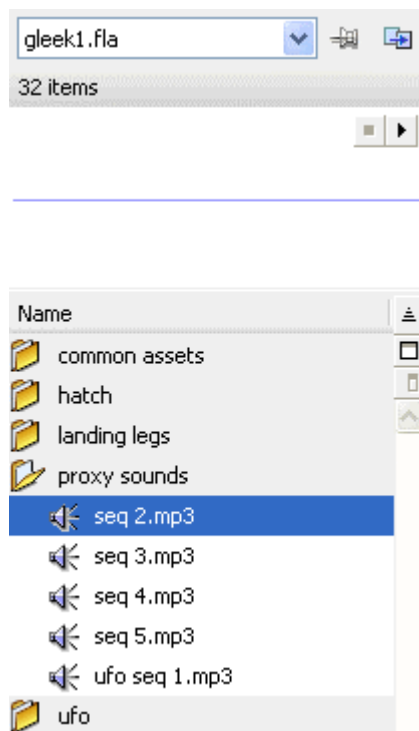 gleek1.fla
32 items
Name
common assets
hatch
landing legs
proxy sounds
seq 2.mp3
seq 3.mp3
seq 4.mp3
seq 5.mp3
ufo seq 1.mp3
ufo